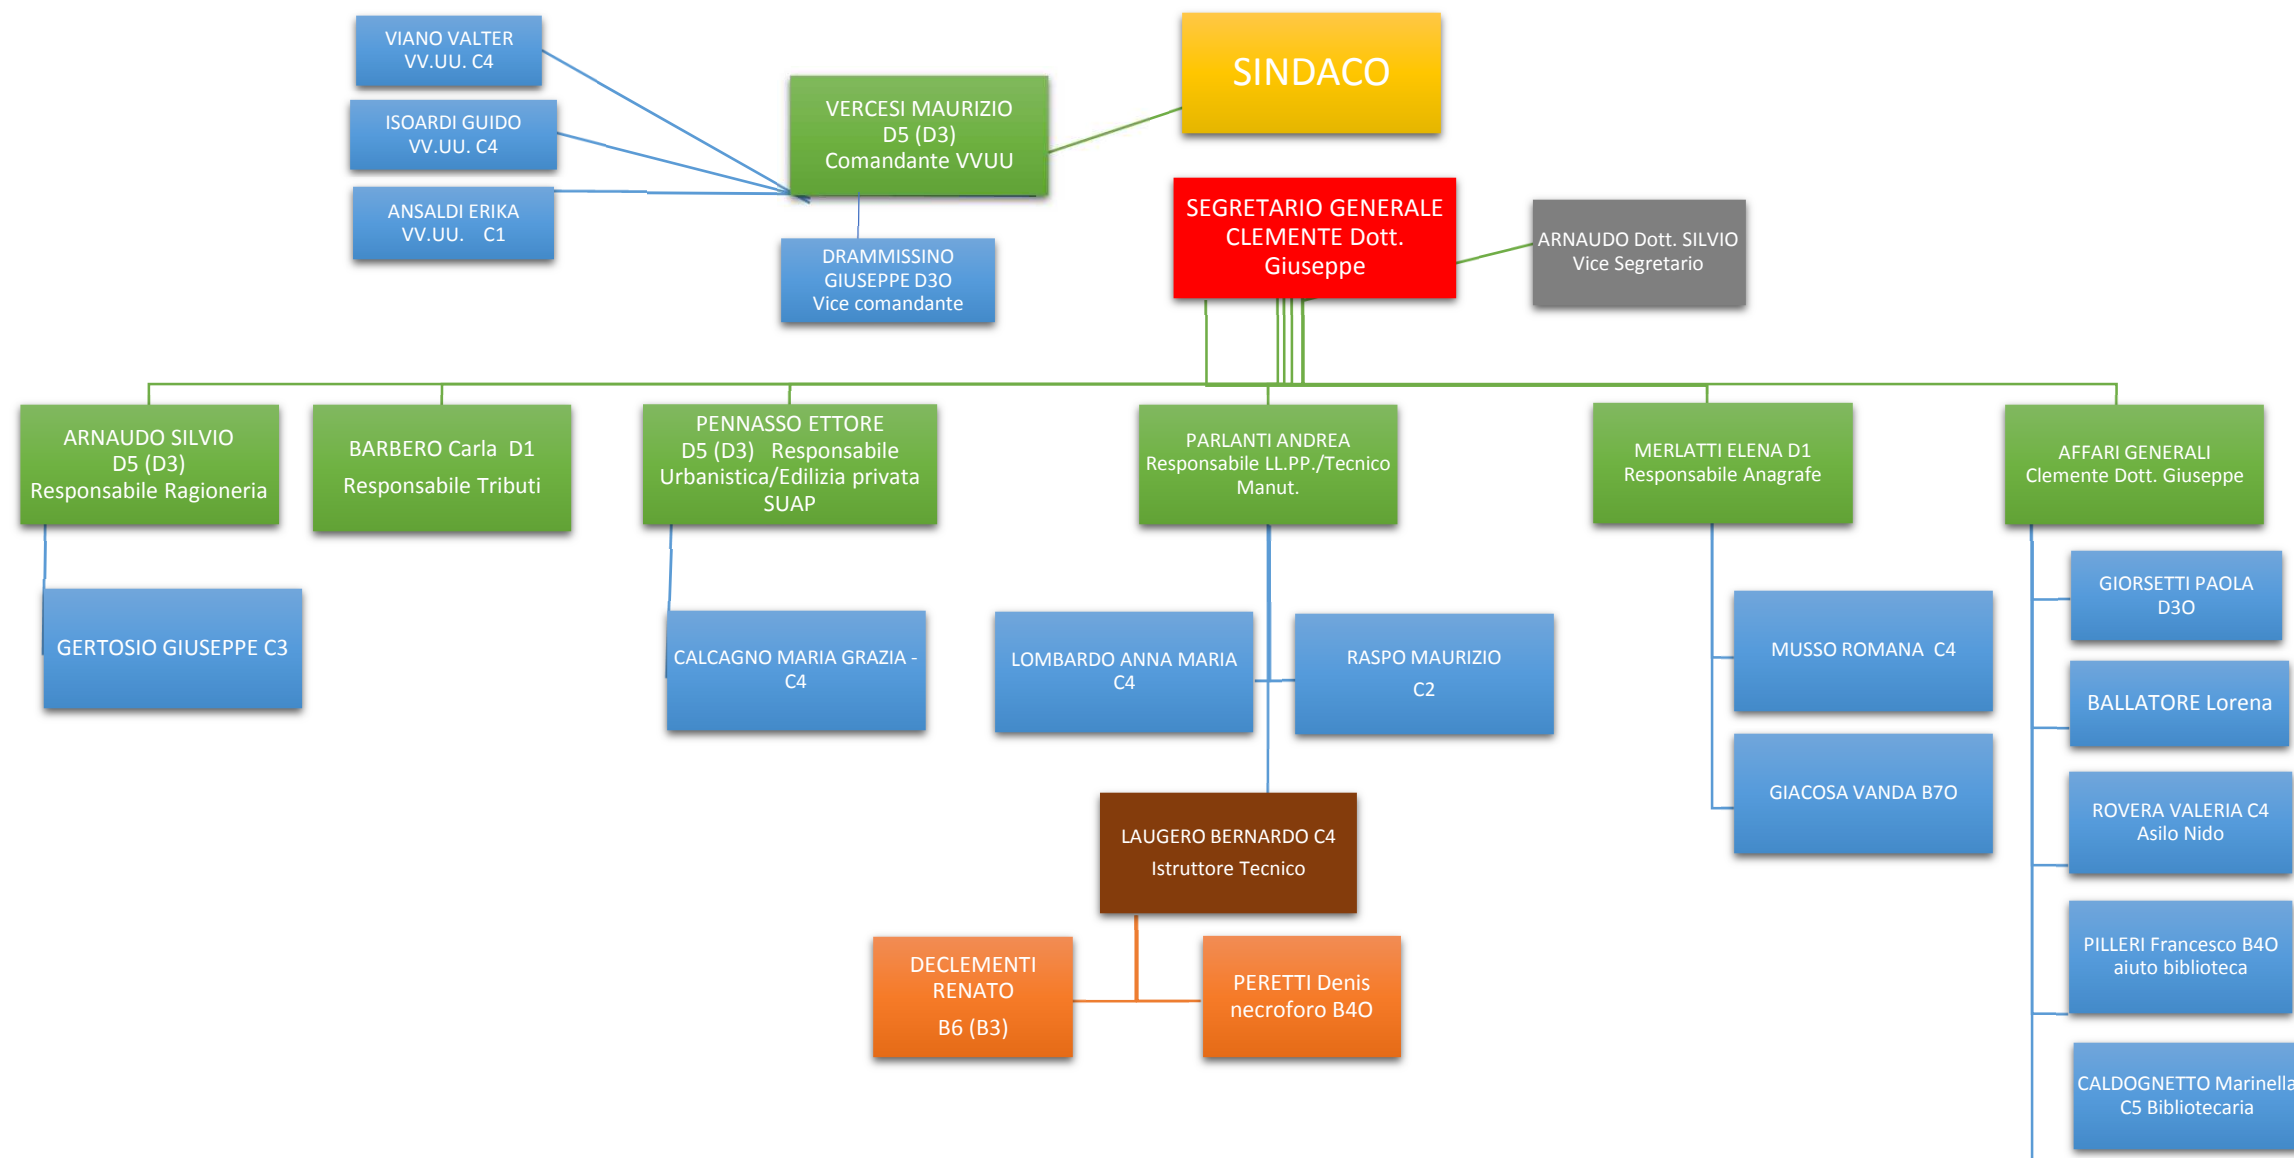 VIANO VALTER
VV.UU. C4
ISOARDI GUIDO
VV.UU. C4
ANSALDI ERIKA
VV.UU. C1
VERCESI MAURIZIO
D5 (D3)
Comandante VVUU
DRAMMISSINO
GIUSEPPE D3O
Vice comandante
SINDACO
SEGRETARIO GENERALE
CLEMENTE Dott.
Giuseppe
ARNAUDO Dott. SILVIO
Vice Segretario
ARNAUDO SILVIO
D5 (D3)
Responsabile Ragioneria
BARBERO Carla D1
Responsabile Tributi
PENNASSO ETTORE
D5 (D3) Responsabile
Urbanistica/Edilizia privata
SUAP
PARLANTI ANDREA
Responsabile LL.PP./Tecnico
Manut.
MERLATTI ELENA D1
Responsabile Anagrafe
AFFARI GENERALI
Clemente Dott. Giuseppe
GERTOSIO GIUSEPPE C3
CALCAGNO MARIA GRAZIA -
C4
LOMBARDO ANNA MARIA
C4
RASPO MAURIZIO
C2
MUSSO ROMANA C4
GIACOSA VANDA B7O
GIORSETTI PAOLA
D3O
BALLATORE Lorena
ROVERA VALERIA C4
Asilo Nido
PILLERI Francesco B4O
aiuto biblioteca
CALDOGNETTO Marinella
C5 Bibliotecaria
LAUGERO BERNARDO C4
Istruttore Tecnico
DECLEMENTI
RENATO
B6 (B3)
PERETTI Denis
necroforo B4O